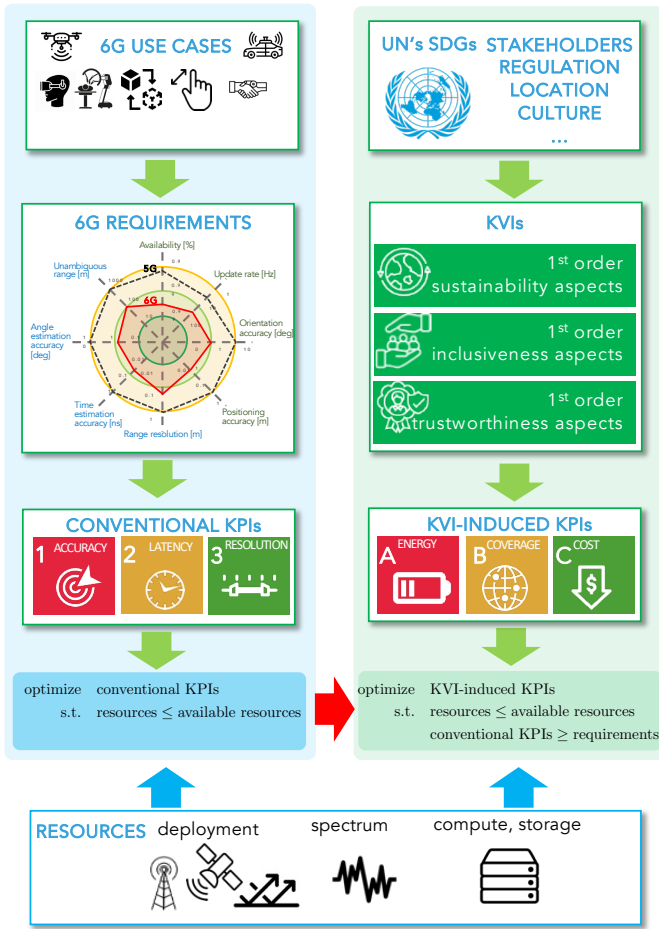 6G USE CASES
6G REQUIREMENTS
Availability [%]
Unambiguous
range [m]
5G
Update rate [Hz]
6G
Angle
estimation
accuracy
[deg]
Orientation
accuracy [deg]
Time
estimation
accuracy [ns]
Positioning
accuracy [m]
Range resolution [m]
CONVENTIONAL KPIs
1 ACCURACY
2 LATENCY
3 RESOLUTION
optimize conventional KPIs
s.t. resources ≤ available resources
UN's SDGs
STAKEHOLDERS
REGULATION
LOCATION
CULTURE
...
KVIs
1st order
sustainability aspects
1st order
inclusiveness aspects
1st order
trustworthiness aspects
KVI-INDUCED KPIs
A ENERGY
B COVERAGE
C COST
$
optimize KVI-induced KPIs
s.t. resources ≤ available resources
conventional KPIs ≥ requirements
RESOURCES
deployment
spectrum
compute, storage